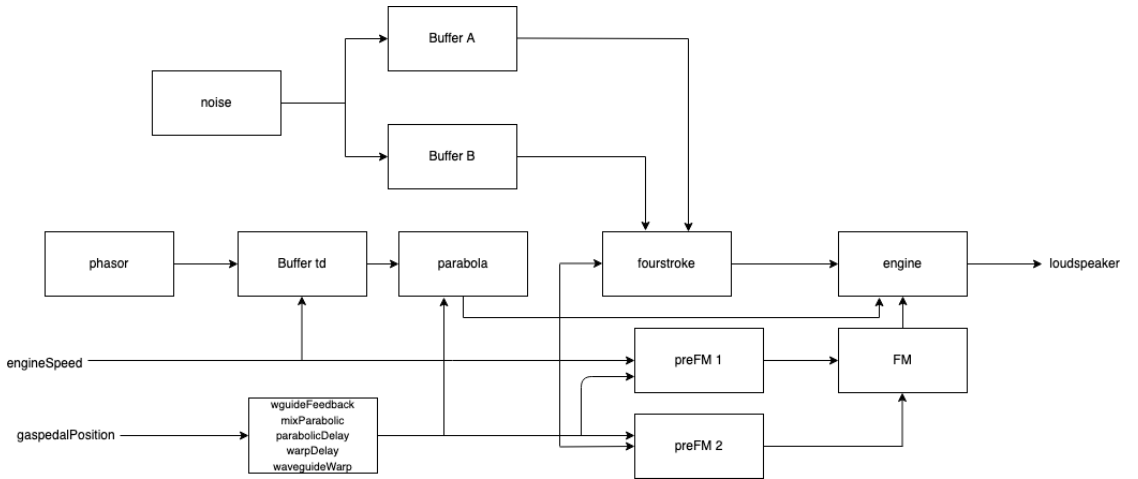 Buffer A
noise
Buffer B
phasor
Buffer td
parabola
fourstroke
engine
loudspeaker
engineSpeed
preFM 1
FM
gaspedalPosition
wguideFeedback
mixParabolic
parabolicDelay
warpDelay
waveguideWarp
preFM 2